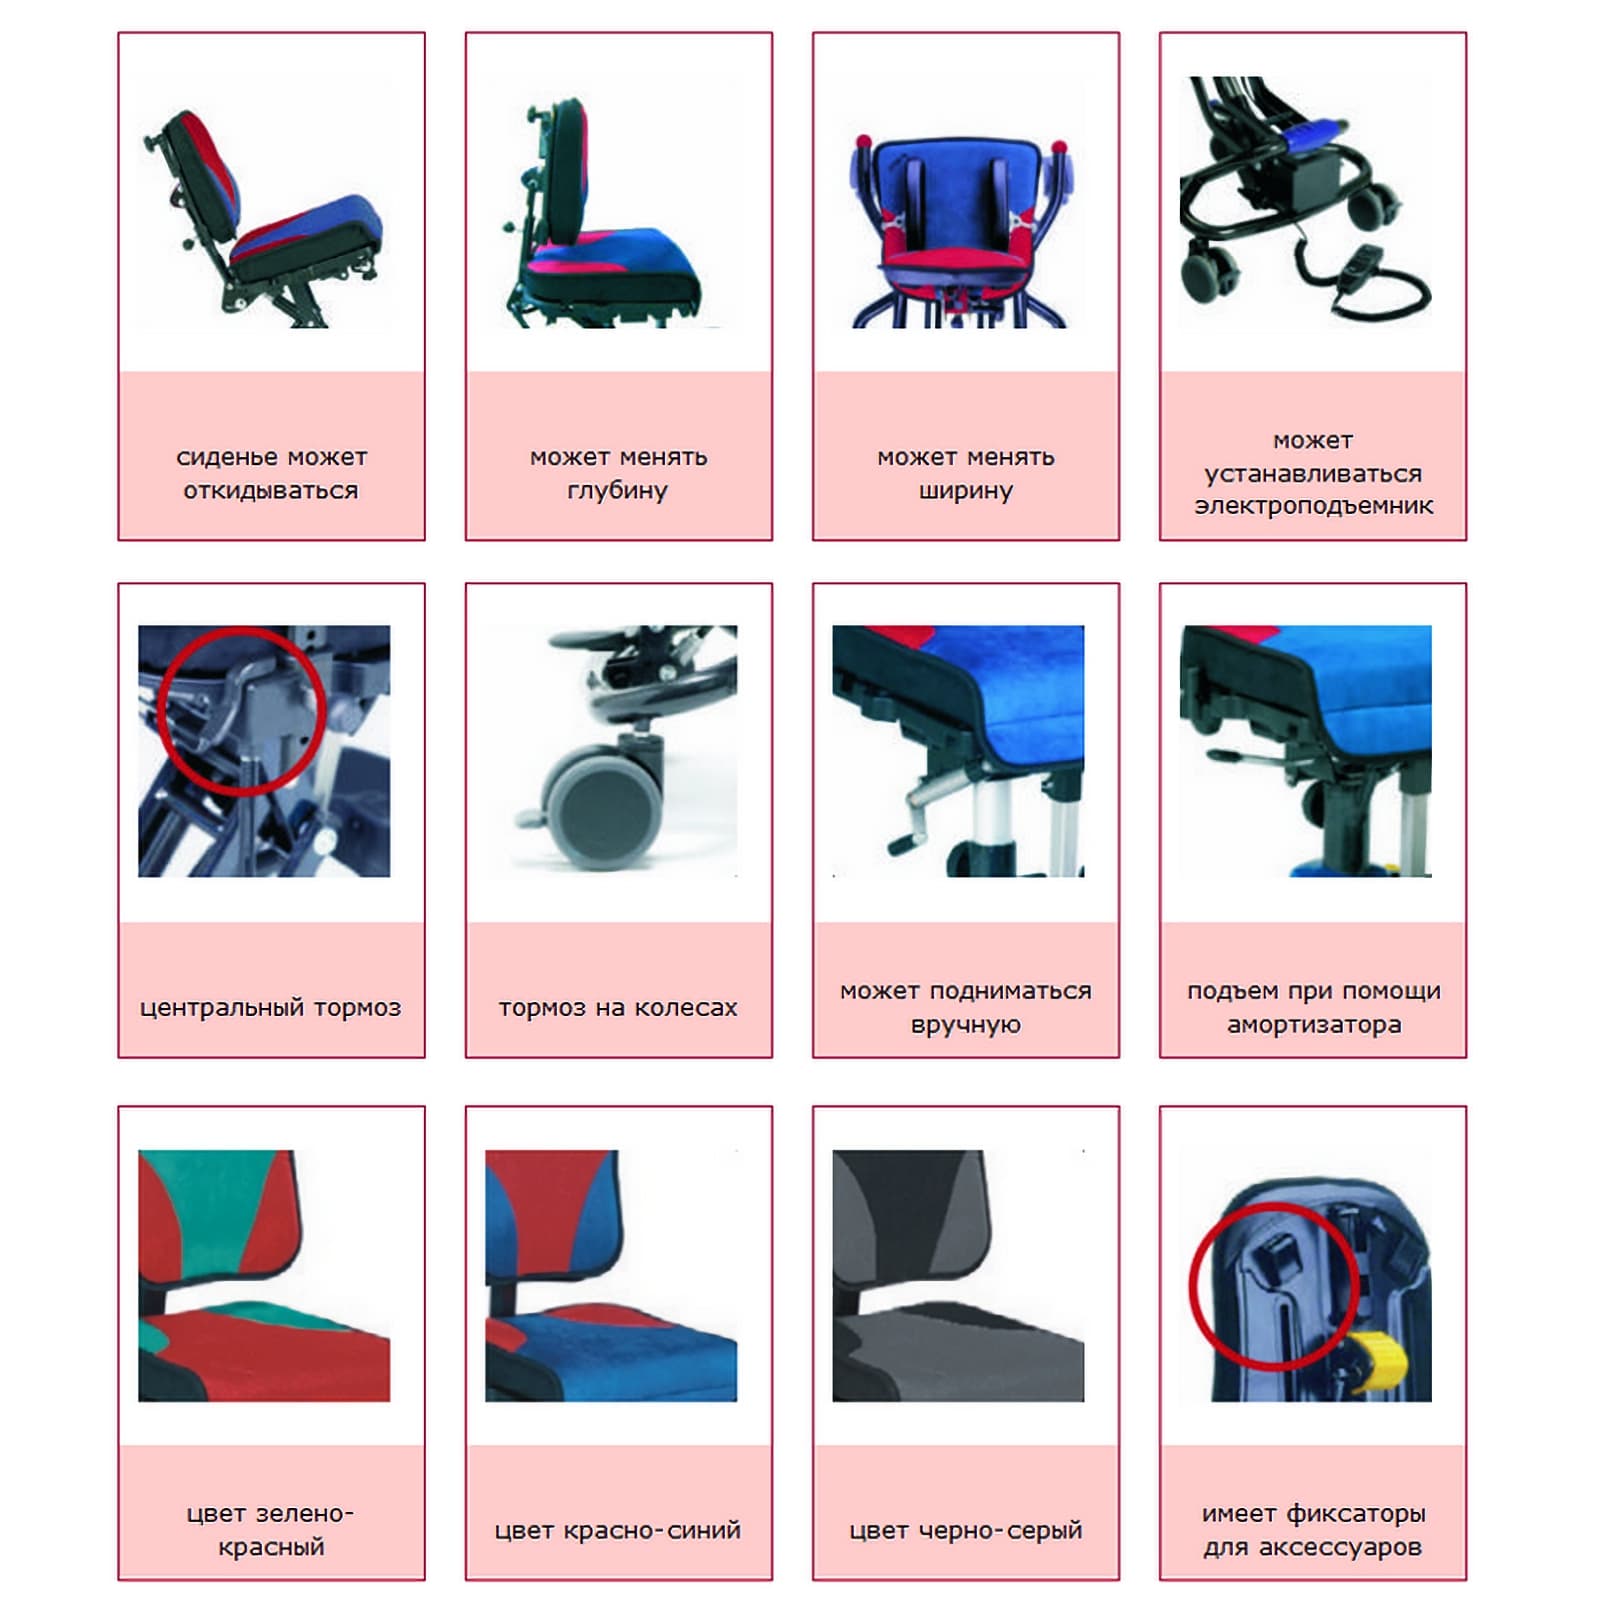 сиденье может
откидываться
может менять
глубину
может менять
ширину
может
устанавливаться
электроподъемник
центральный тормоз
тормоз на колесах
может подниматься
вручную
подъем при помощи
амортизатора
цвет зелено-
красный
цвет красно-синий
цвет черно-серый
имеет фиксаторы
для аксессуаров